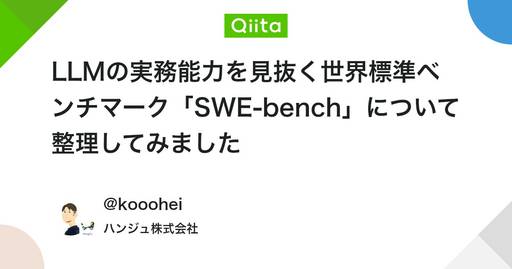 Qiita
LLMの実務能力を見抜く世界標準ベ
ンチマーク「SWE-bench」について
整理してみました
@kooohei
ハンジュ株式会社